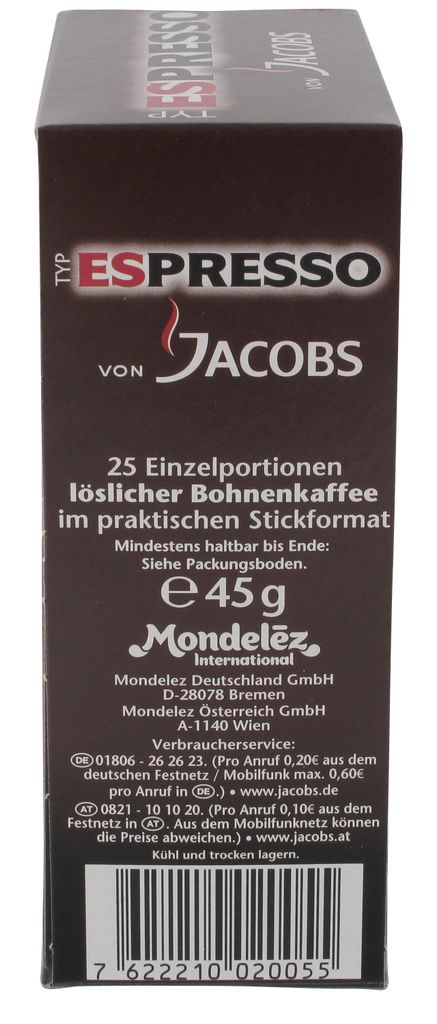 TYP ESPRESSO
VON JACOBS
TYP ESPRESSO
VON JACOBS
25 Einzelportionen
löslicher Bohnenkaffee
im praktischen Stickformat
Mindestens haltbar bis Ende:
Siehe Packungsboden.
℮ 45 g
Mondelēz
International
Mondelez Deutschland GmbH
D-28078 Bremen
Mondelez Österreich GmbH
A-1140 Wien
Verbraucherservice:
DE 01806 - 26 26 23. (Pro Anruf 0,20€ aus dem
deutschen Festnetz / Mobilfunk max. 0,60€
pro Anruf in DE.) • www.jacobs.de
AT 0821 - 10 10 20. (Pro Anruf 0,10€ aus dem
Festnetz in AT. Aus dem Mobilfunknetz können
die Preise abweichen.) • www.jacobs.at
Kühl und trocken lagern.
7 622210 020055